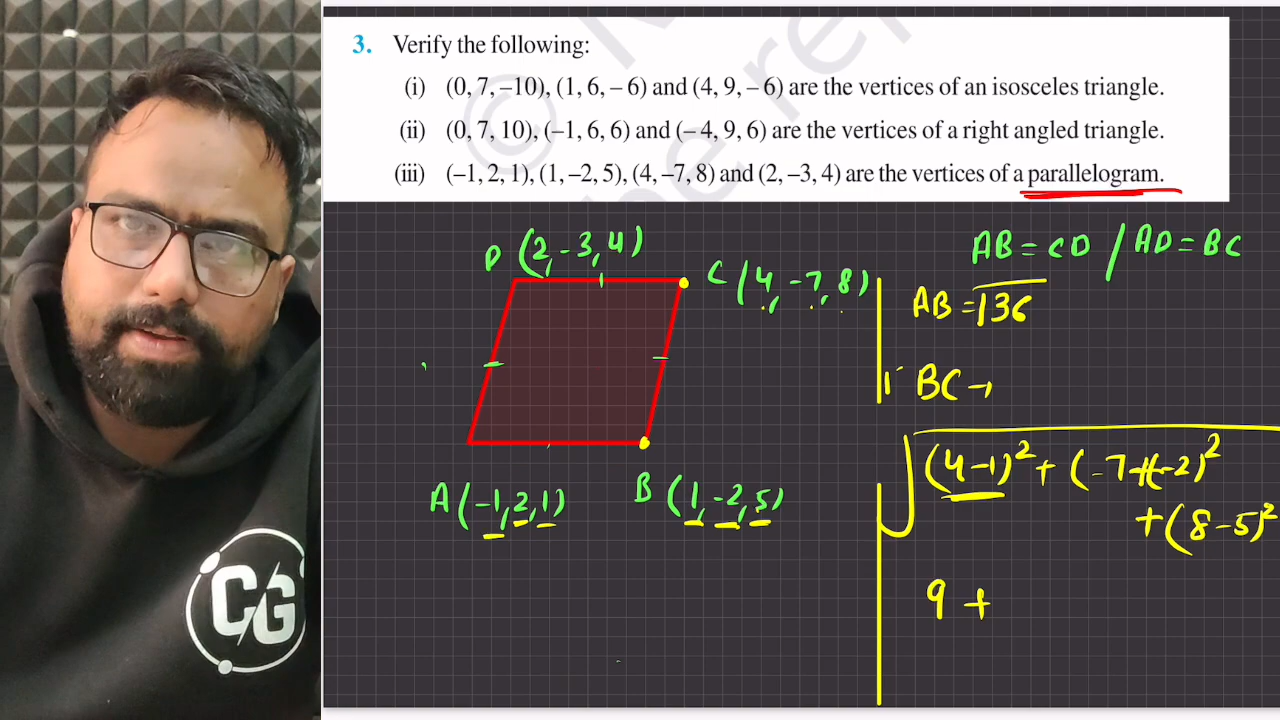 3. Verify the following:
(i) (0, 7, –10), (1, 6, – 6) and (4, 9, – 6) are the vertices of an isosceles triangle.
(ii) (0, 7, 10), (–1, 6, 6) and (– 4, 9, 6) are the vertices of a right angled triangle.
(iii) (–1, 2, 1), (1, –2, 5), (4, –7, 8) and (2, –3, 4) are the vertices of a parallelogram.
D (2, -3, 4)
C (4, -7, 8)
AB = CD / AD = BC
AB = √36
BC →
√(4-1)² + (-7-(-2)²
+ (8-5)²
A (-1, 2, 1)
B (1, -2, 5)
9 +
CG